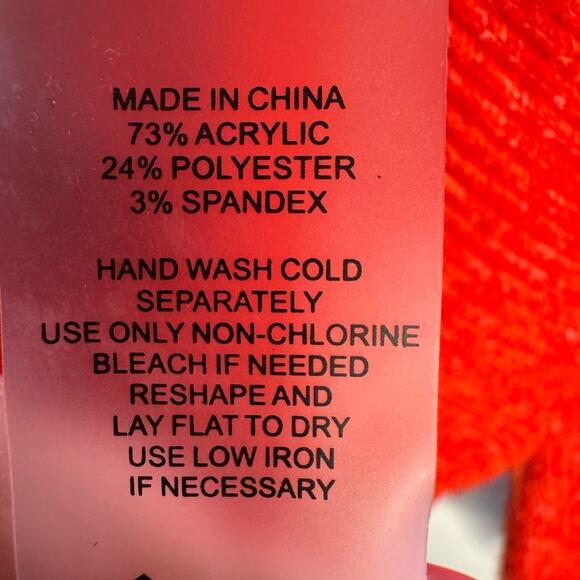 MADE IN CHINA
73% ACRYLIC
24% POLYESTER
3% SPANDEX
HAND WASH COLD
SEPARATELY
USE ONLY NON-CHLORINE
BLEACH IF NEEDED
RESHAPE AND
LAY FLAT TO DRY
USE LOW IRON
IF NECESSARY